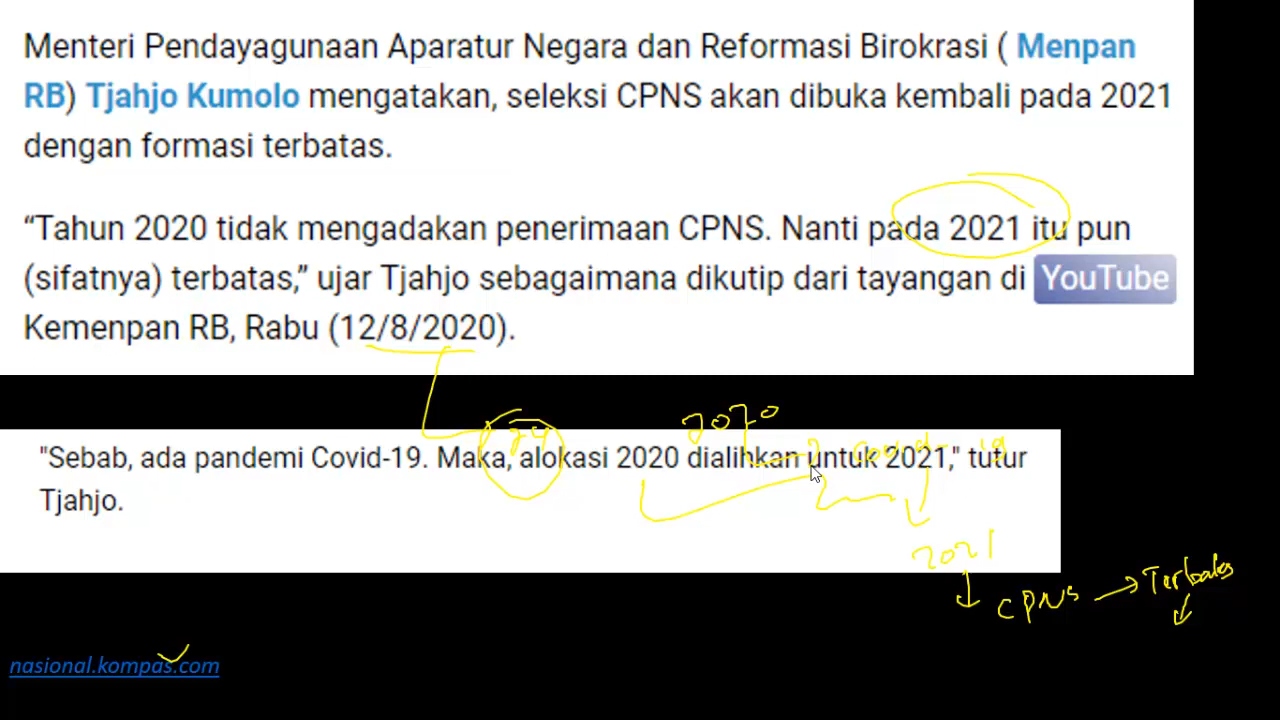 Menteri Pendayagunaan Aparatur Negara dan Reformasi Birokrasi ( Menpan
RB) Tjahjo Kumolo mengatakan, seleksi CPNS akan dibuka kembali pada 2021
dengan formasi terbatas.
“Tahun 2020 tidak mengadakan penerimaan CPNS. Nanti pada 2021 itu pun
(sifatnya) terbatas,” ujar Tjahjo sebagaimana dikutip dari tayangan di YouTube
Kemenpan RB, Rabu (12/8/2020).
2020
covid-19
"Sebab, ada pandemi Covid-19. Maka, alokasi 2020 dialihkan untuk 2021," tutur
Tjahjo.
2021
CPNS → Terbatas
nasional.kompas.com